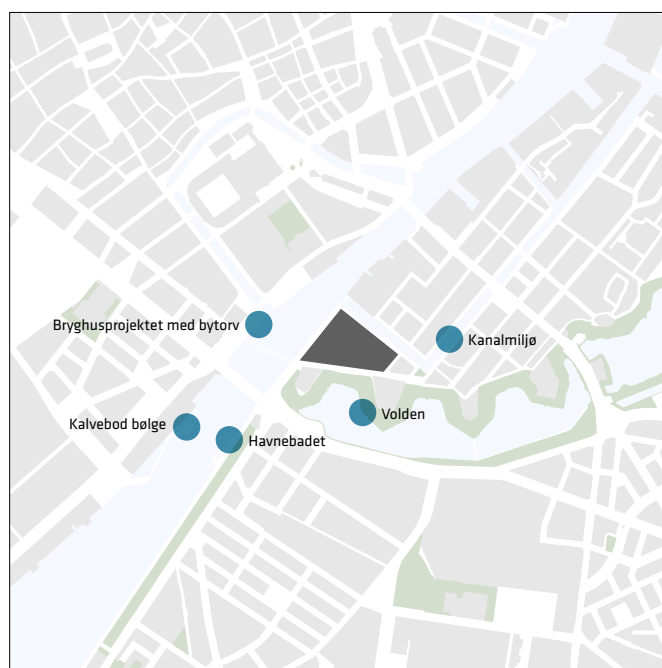 Bryghusprojektet med bytorv
Kanalmiljø
Volden
Kalvebod bølge
Havnebadet